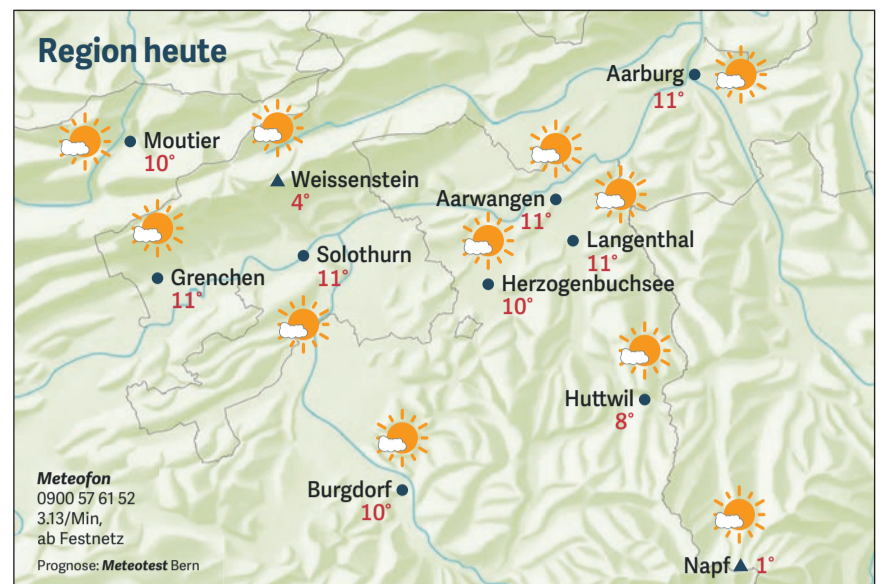 Region heute
Aarburg
11°
Moutier
10°
Weissenstein
4°
Aarwangen
11°
Langenthal
11°
Solothurn
11°
Grenchen
11°
Herzogenbuchsee
10°
Huttwil
8°
Burgdorf
10°
Napf 1°
Meteofon
0900 57 61 52
3.13/Min,
ab Festnetz
Prognose: Meteotest Bern